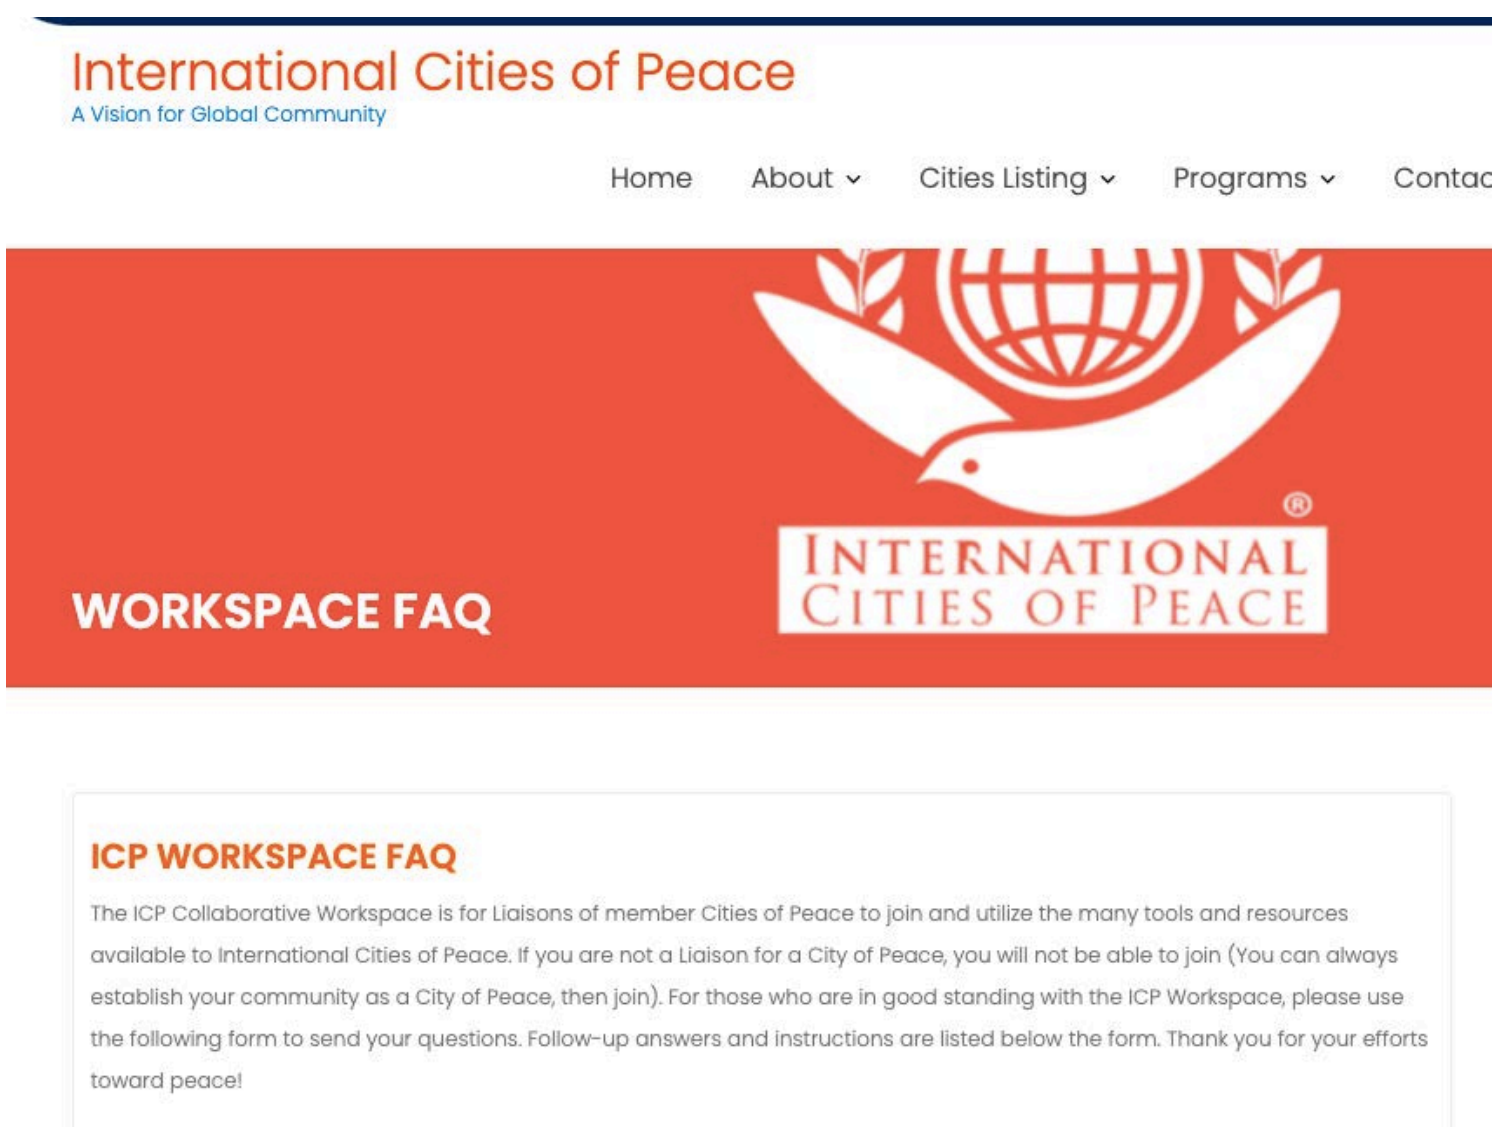 International Cities of Peace
A Vision for Global Community
Home About Cities Listing Programs Contac
®
INTERNATIONAL
CITIES OF PEACE
WORKSPACE FAQ
ICP WORKSPACE FAQ
The ICP Collaborative Workspace is for Liaisons of member Cities of Peace to join and utilize the many tools and resources
available to International Cities of Peace. If you are not a Liaison for a City of Peace, you will not be able to join (You can always
establish your community as a City of Peace, then join). For those who are in good standing with the ICP Workspace, please use
the following form to send your questions. Follow-up answers and instructions are listed below the form. Thank you for your efforts
toward peace!